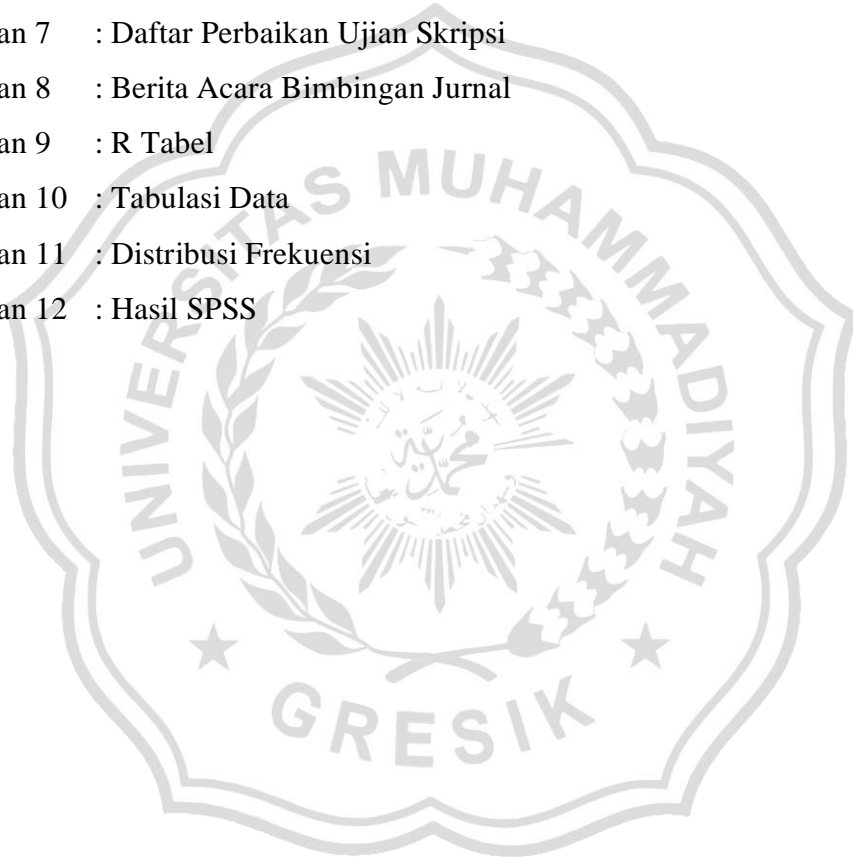 an 7 : Daftar Perbaikan Ujian Skripsi
an 8 : Berita Acara Bimbingan Jurnal
an 9 : R Tabel
an 10 : Tabulasi Data
an 11 : Distribusi Frekuensi
an 12 : Hasil SPSS
UNIVERSITAS MUHAMMADIYAH
GRESIK